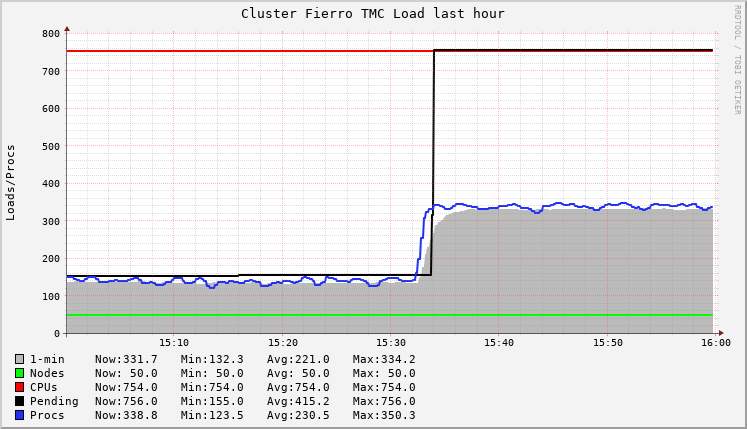 Cluster Fierro TMC Load last hour
RRDTOOL / TOBI OETIKER
Loads/Procs
800
700
600
500
400
300
200
100
0
15:10 15:20 15:30 15:40 15:50 16:00
1-min Now:331.7 Min:132.3 Avg:221.0 Max:334.2
Nodes Now: 50.0 Min: 50.0 Avg: 50.0 Max: 50.0
CPUs Now:754.0 Min:754.0 Avg:754.0 Max:754.0
Pending Now:756.0 Min:155.0 Avg:415.2 Max:756.0
Procs Now:338.8 Min:123.5 Avg:230.5 Max:350.3